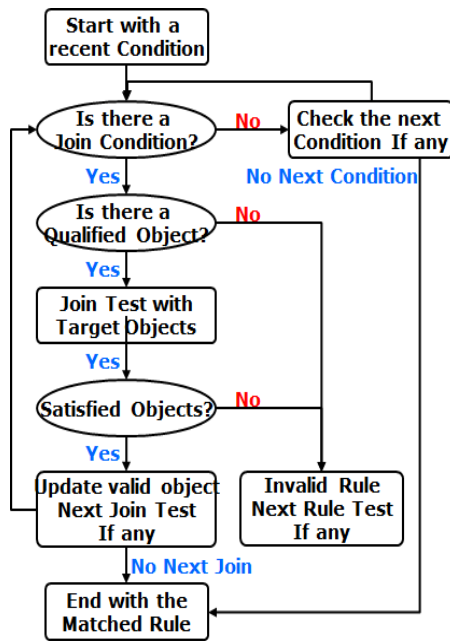 Start with a
recent Condition
Is there a
Join Condition?
No
Check the next
Condition If any
Yes
No Next Condition
Is there a
Qualified Object?
No
Yes
Join Test with
Target Objects
Yes
Satisfied Objects?
No
Yes
Update valid object
Next Join Test
If any
Invalid Rule
Next Rule Test
If any
No Next Join
End with the
Matched Rule